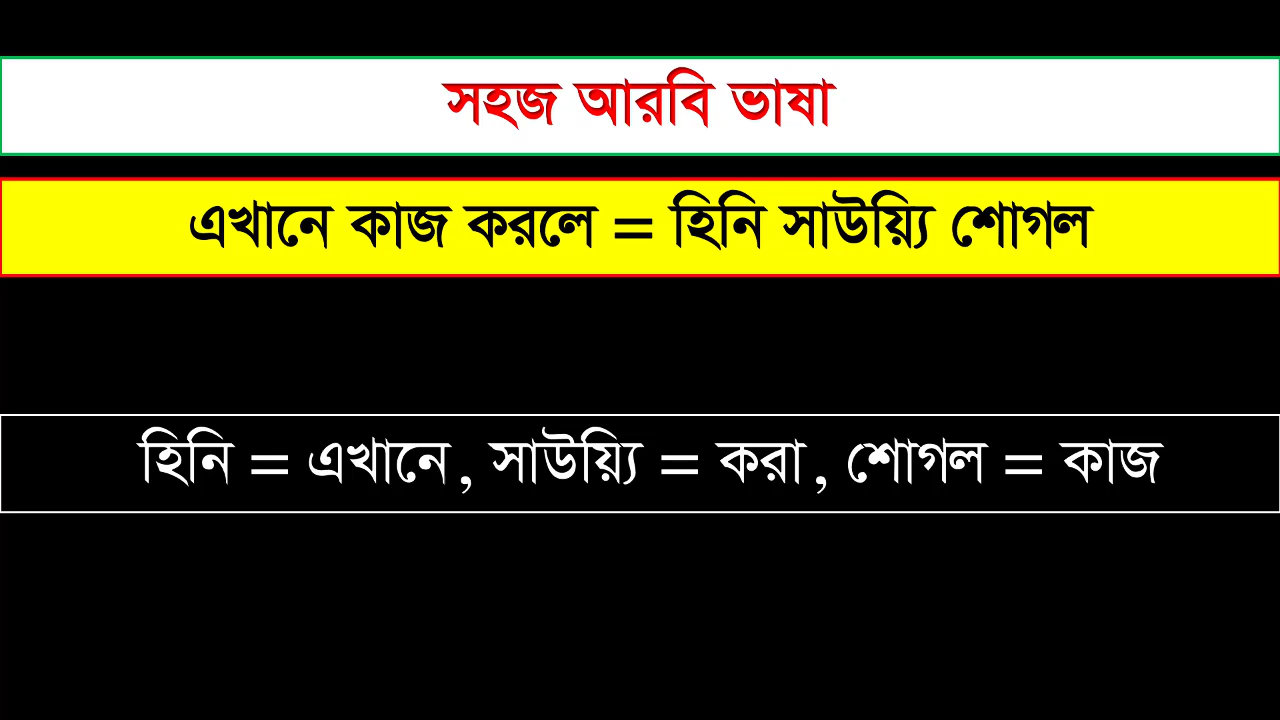 সহজ আরবি ভাষা
এখানে কাজ করলে = হিনি সাউয়্যি শোগল
হিনি = এখানে, সাউয়্যি = করা, শোগল = কাজ